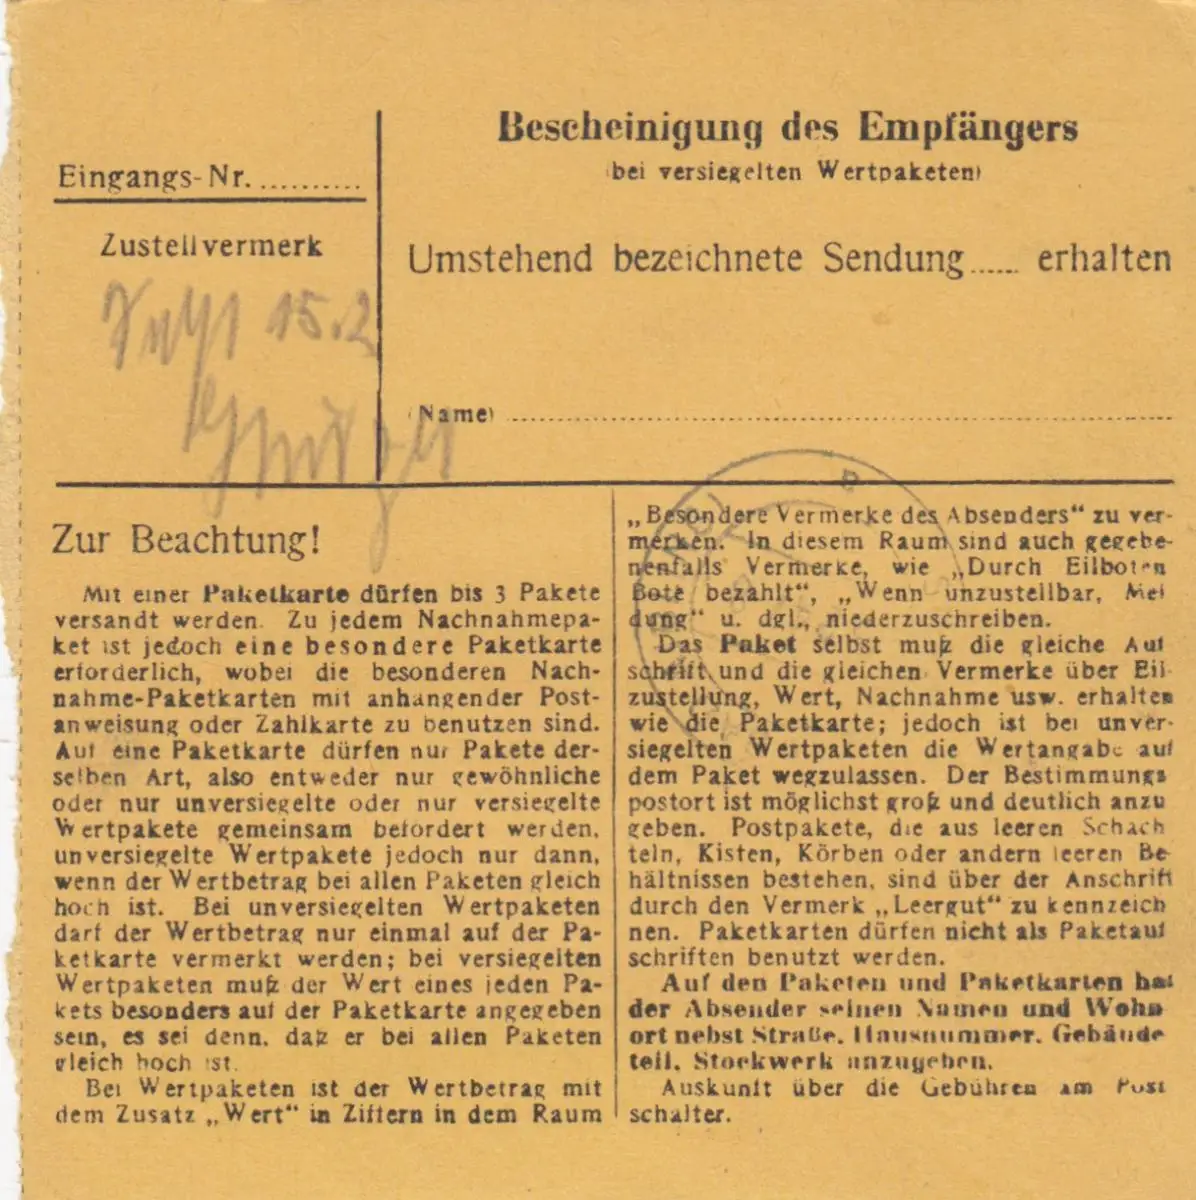 Eingangs-Nr. ..........
Zustellvermerk
15.2
Bescheinigung des Empfängers
(bei versiegelten Wertpaketen)
Umstehend bezeichnete Sendung...... erhalten
(Name) ..........
Zur Beachtung!
Mit einer Paketkarte dürfen bis 3 Pakete
versandt werden. Zu jedem Nachnahmepa-
ket ist jedoch eine besondere Paketkarte
erforderlich, wobei die besonderen Nach-
nahme-Paketkarten mit anhängender Post-
anweisung oder Zahlkarte zu benutzen sind.
Auf eine Paketkarte dürfen nur Pakete der-
selben Art, also entweder nur gewöhnliche
oder nur unversiegelte oder nur versiegelte
Wertpakete gemeinsam befördert werden,
unversiegelte Wertpakete jedoch nur dann,
wenn der Wertbetrag bei allen Paketen gleich
hoch ist. Bei unversiegelten Wertpaketen
darf der Wertbetrag nur einmal auf der Pa-
ketkarte vermerkt werden; bei versiegelten
Wertpaketen muß der Wert eines jeden Pa-
kets besonders auf der Paketkarte angegeben
sein, es sei denn, daß er bei allen Paketen
gleich hoch ist.
Bei Wertpaketen ist der Wertbetrag mit
dem Zusatz „Wert“ in Ziffern in dem Raum
„Besondere Vermerke des Absenders“ zu ver-
merken. In diesem Raum sind auch gegebe-
nenfalls Vermerke, wie „Durch Eilboten
Bote bezahlt“, „Wenn unzustellbar, Mel
dung“ u. dgl., niederzuschreiben.
Das Paket selbst muß die gleiche Auf
schrift und die gleichen Vermerke über Eil-
zustellung, Wert, Nachnahme usw. erhalten
wie die Paketkarte; jedoch ist bei unver-
siegelten Wertpaketen die Wertangabe auf
dem Paket wegzulassen. Der Bestimmungs
postort ist möglichst groß und deutlich anzu
geben. Postpakete, die aus leeren Schach
teln, Kisten, Körben oder andern leeren Be-
hältnissen bestehen, sind über der Anschrift
durch den Vermerk „Leergut“ zu kennzeich
nen. Paketkarten dürfen nicht als Paketauf
schriften benutzt werden.
Auf den Paketen und Paketkarten hat
der Absender seinen Namen und Wohn
ort nebst Straße, Hausnummer, Gebäude
teil, Stockwerk anzugeben.
Auskunft über die Gebühren am Post
schalter.